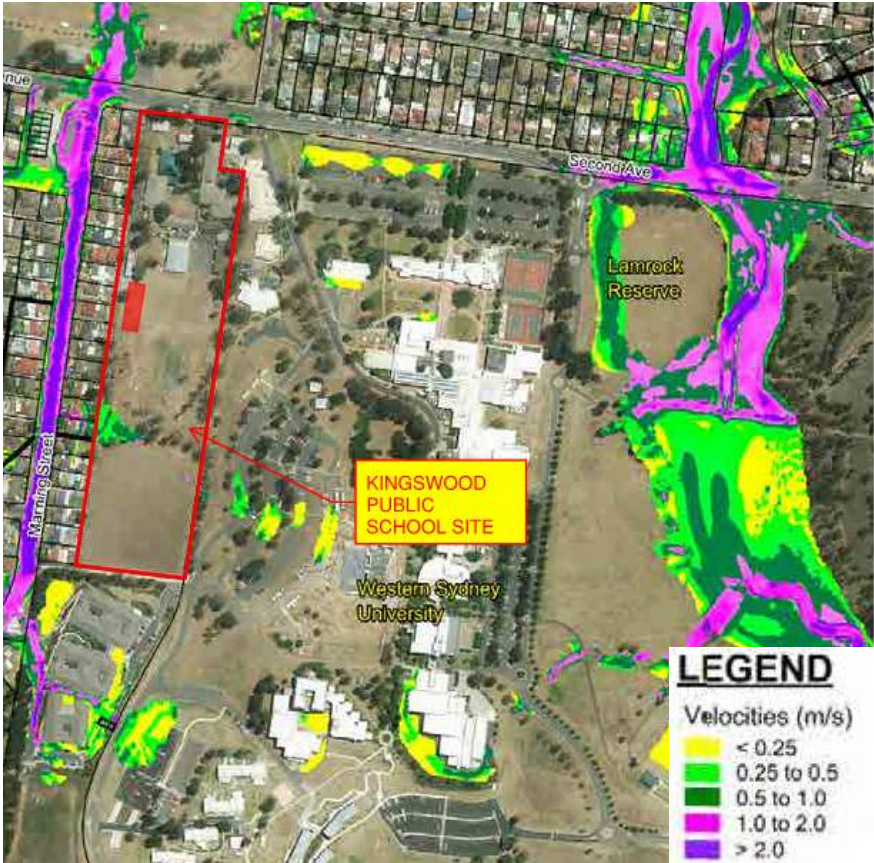 nue
Second Ave
Lamrock
Reserve
Manning Street
KINGSWOOD
PUBLIC
SCHOOL SITE
Western Sydney
University
LEGEND
Velocities (m/s)
< 0.25
0.25 to 0.5
0.5 to 1.0
1.0 to 2.0
> 2.0